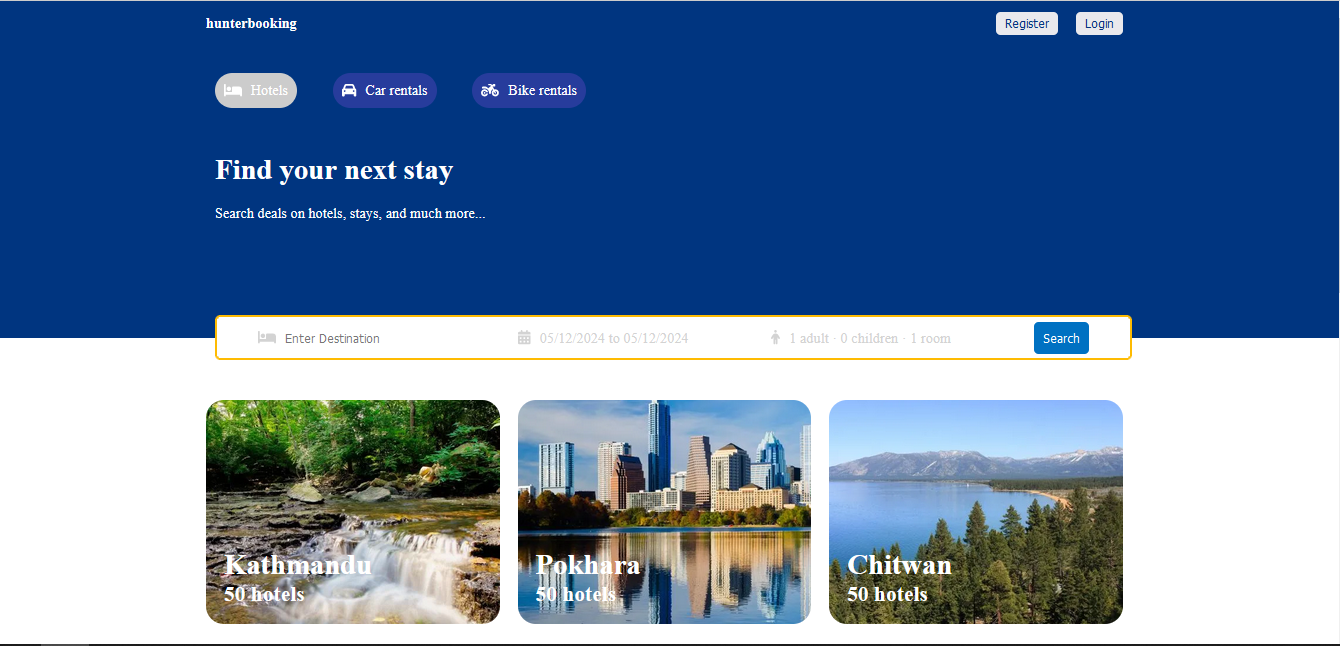 hunterbooking
Register
Login
Hotels
Car rentals
Bike rentals
Find your next stay
Search deals on hotels, stays, and much more...
Enter Destination
05/12/2024 to 05/12/2024
1 adult · 0 children · 1 room
Search
Kathmandu
50 hotels
Pokhara
50 hotels
Chitwan
50 hotels